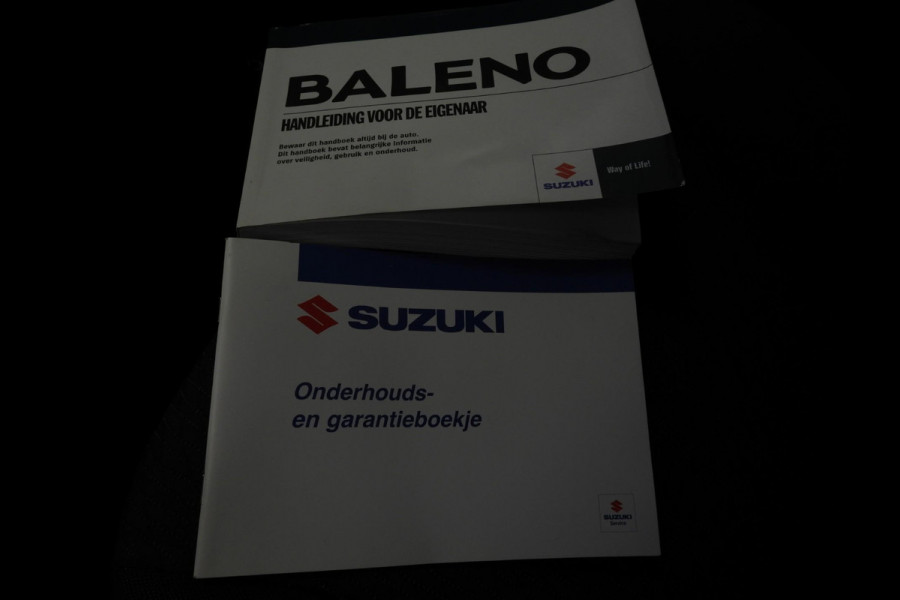 BALENO
HANDLEIDING VOOR DE EIGENAAR
Bewaar dit handboek altijd bij de auto.
Dit handboek bevat belangrijke informatie
over veiligheid, gebruik en onderhoud.
SUZUKI
Way of Life!
SUZUKI
Onderhouds-
en garantieboekje
SUZUKI
Service